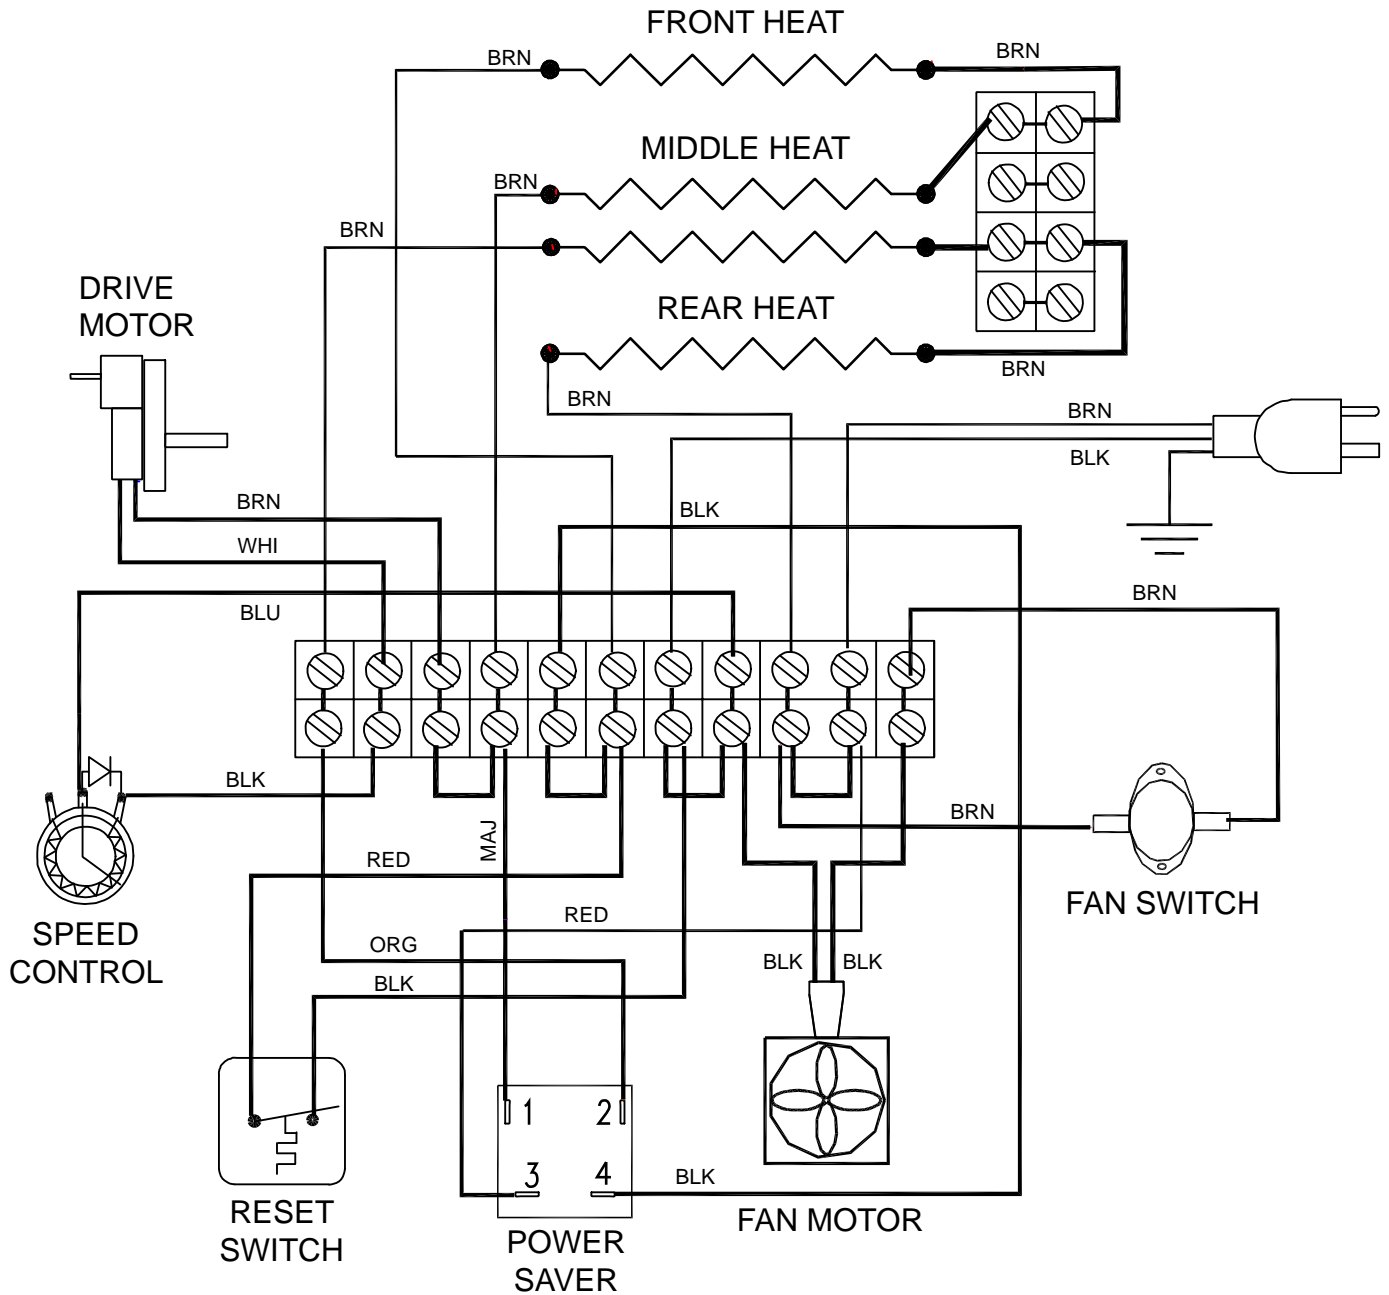 FRONT HEAT
BRN
BRN
MIDDLE HEAT
BRN
BRN
DRIVE
MOTOR
REAR HEAT
BRN
BRN
BRN
BLK
BRN
BLK
WHI
BLU
BRN
BLK
BRN
MAJ
RED
FAN SWITCH
RED
SPEED
CONTROL
ORG
BLK
BLK
BLK
1
2
3
4
BLK
RESET
SWITCH
FAN MOTOR
POWER
SAVER